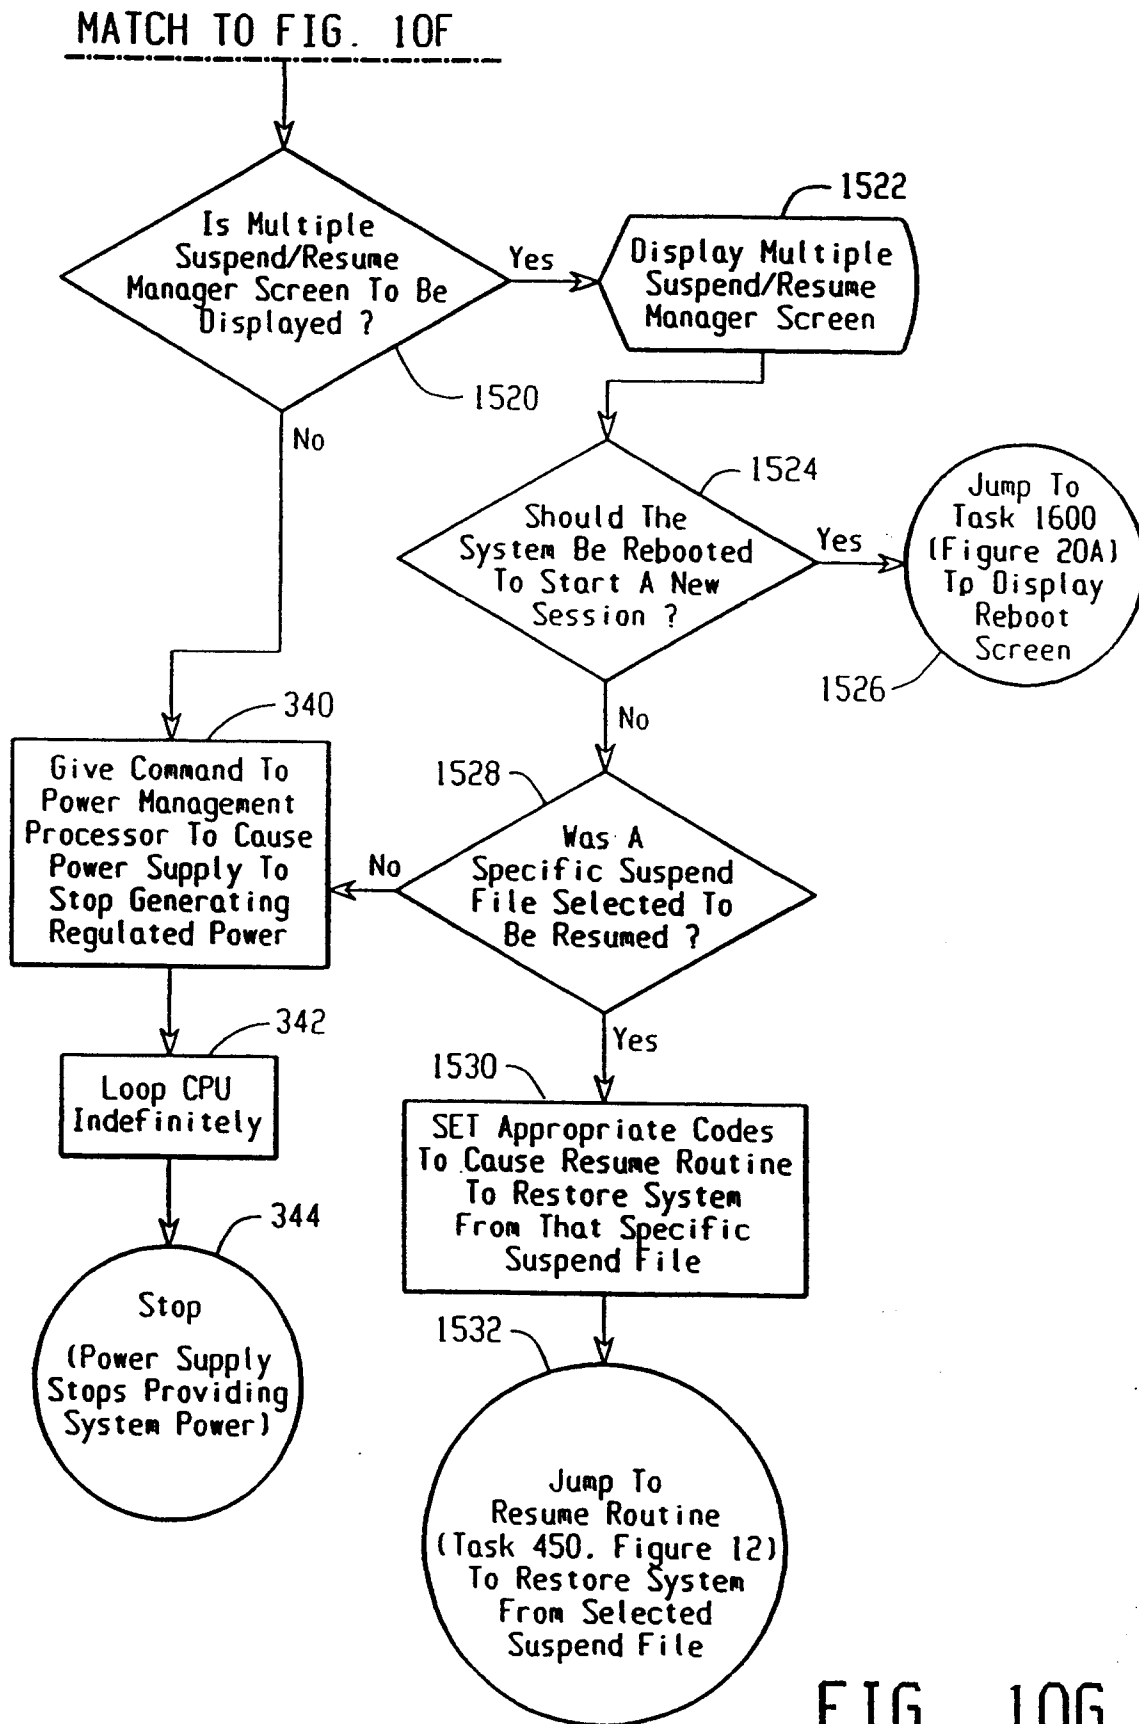 MATCH TO FIG. 10F
Is Multiple
Suspend/Resume
Manager Screen To Be
Displayed ?
Yes
1520
No
1522
Display Multiple
Suspend/Resume
Manager Screen
1524
Should The
System Be Rebooted
To Start A New
Session ?
Yes
No
Jump To
Task 1600
(Figure 20A)
To Display
Reboot
Screen
1526
340
Give Command To
Power Management
Processor To Cause
Power Supply To
Stop Generating
Regulated Power
1528
Was A
Specific Suspend
File Selected To
Be Resumed ?
No
Yes
342
Loop CPU
Indefinitely
1530
SET Appropriate Codes
To Cause Resume Routine
To Restore System
From That Specific
Suspend File
344
Stop
(Power Supply
Stops Providing
System Power)
1532
Jump To
Resume Routine
(Task 450. Figure 12)
To Restore System
From Selected
Suspend File
FIG. 10G